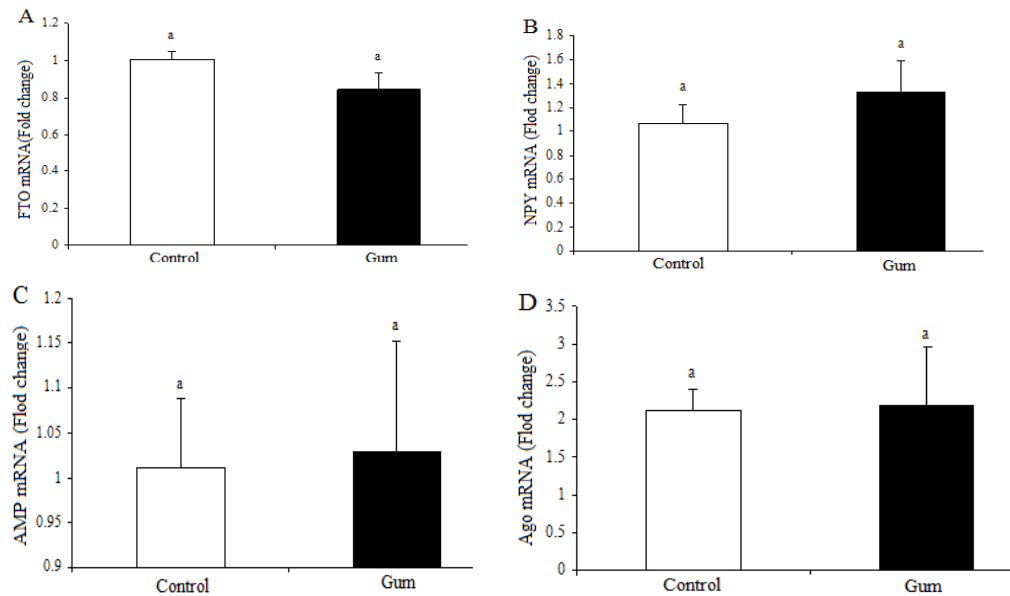 A
FTO mRNA(Fold change)
1.2
1
0.8
0.6
0.4
0.2
0
a
a
Control
Gum
B
NPY mRNA (Flod change)
1.8
1.6
1.4
1.2
1
0.8
0.6
0.4
0.2
0
a
a
Control
Gum
C
AMP mRNA (Flod change)
1.2
1.15
1.1
1.05
1
0.95
0.9
a
a
Control
Gum
D
Ago mRNA (Flod change)
3.5
3
2.5
2
1.5
1
0.5
0
a
a
Control
Gum